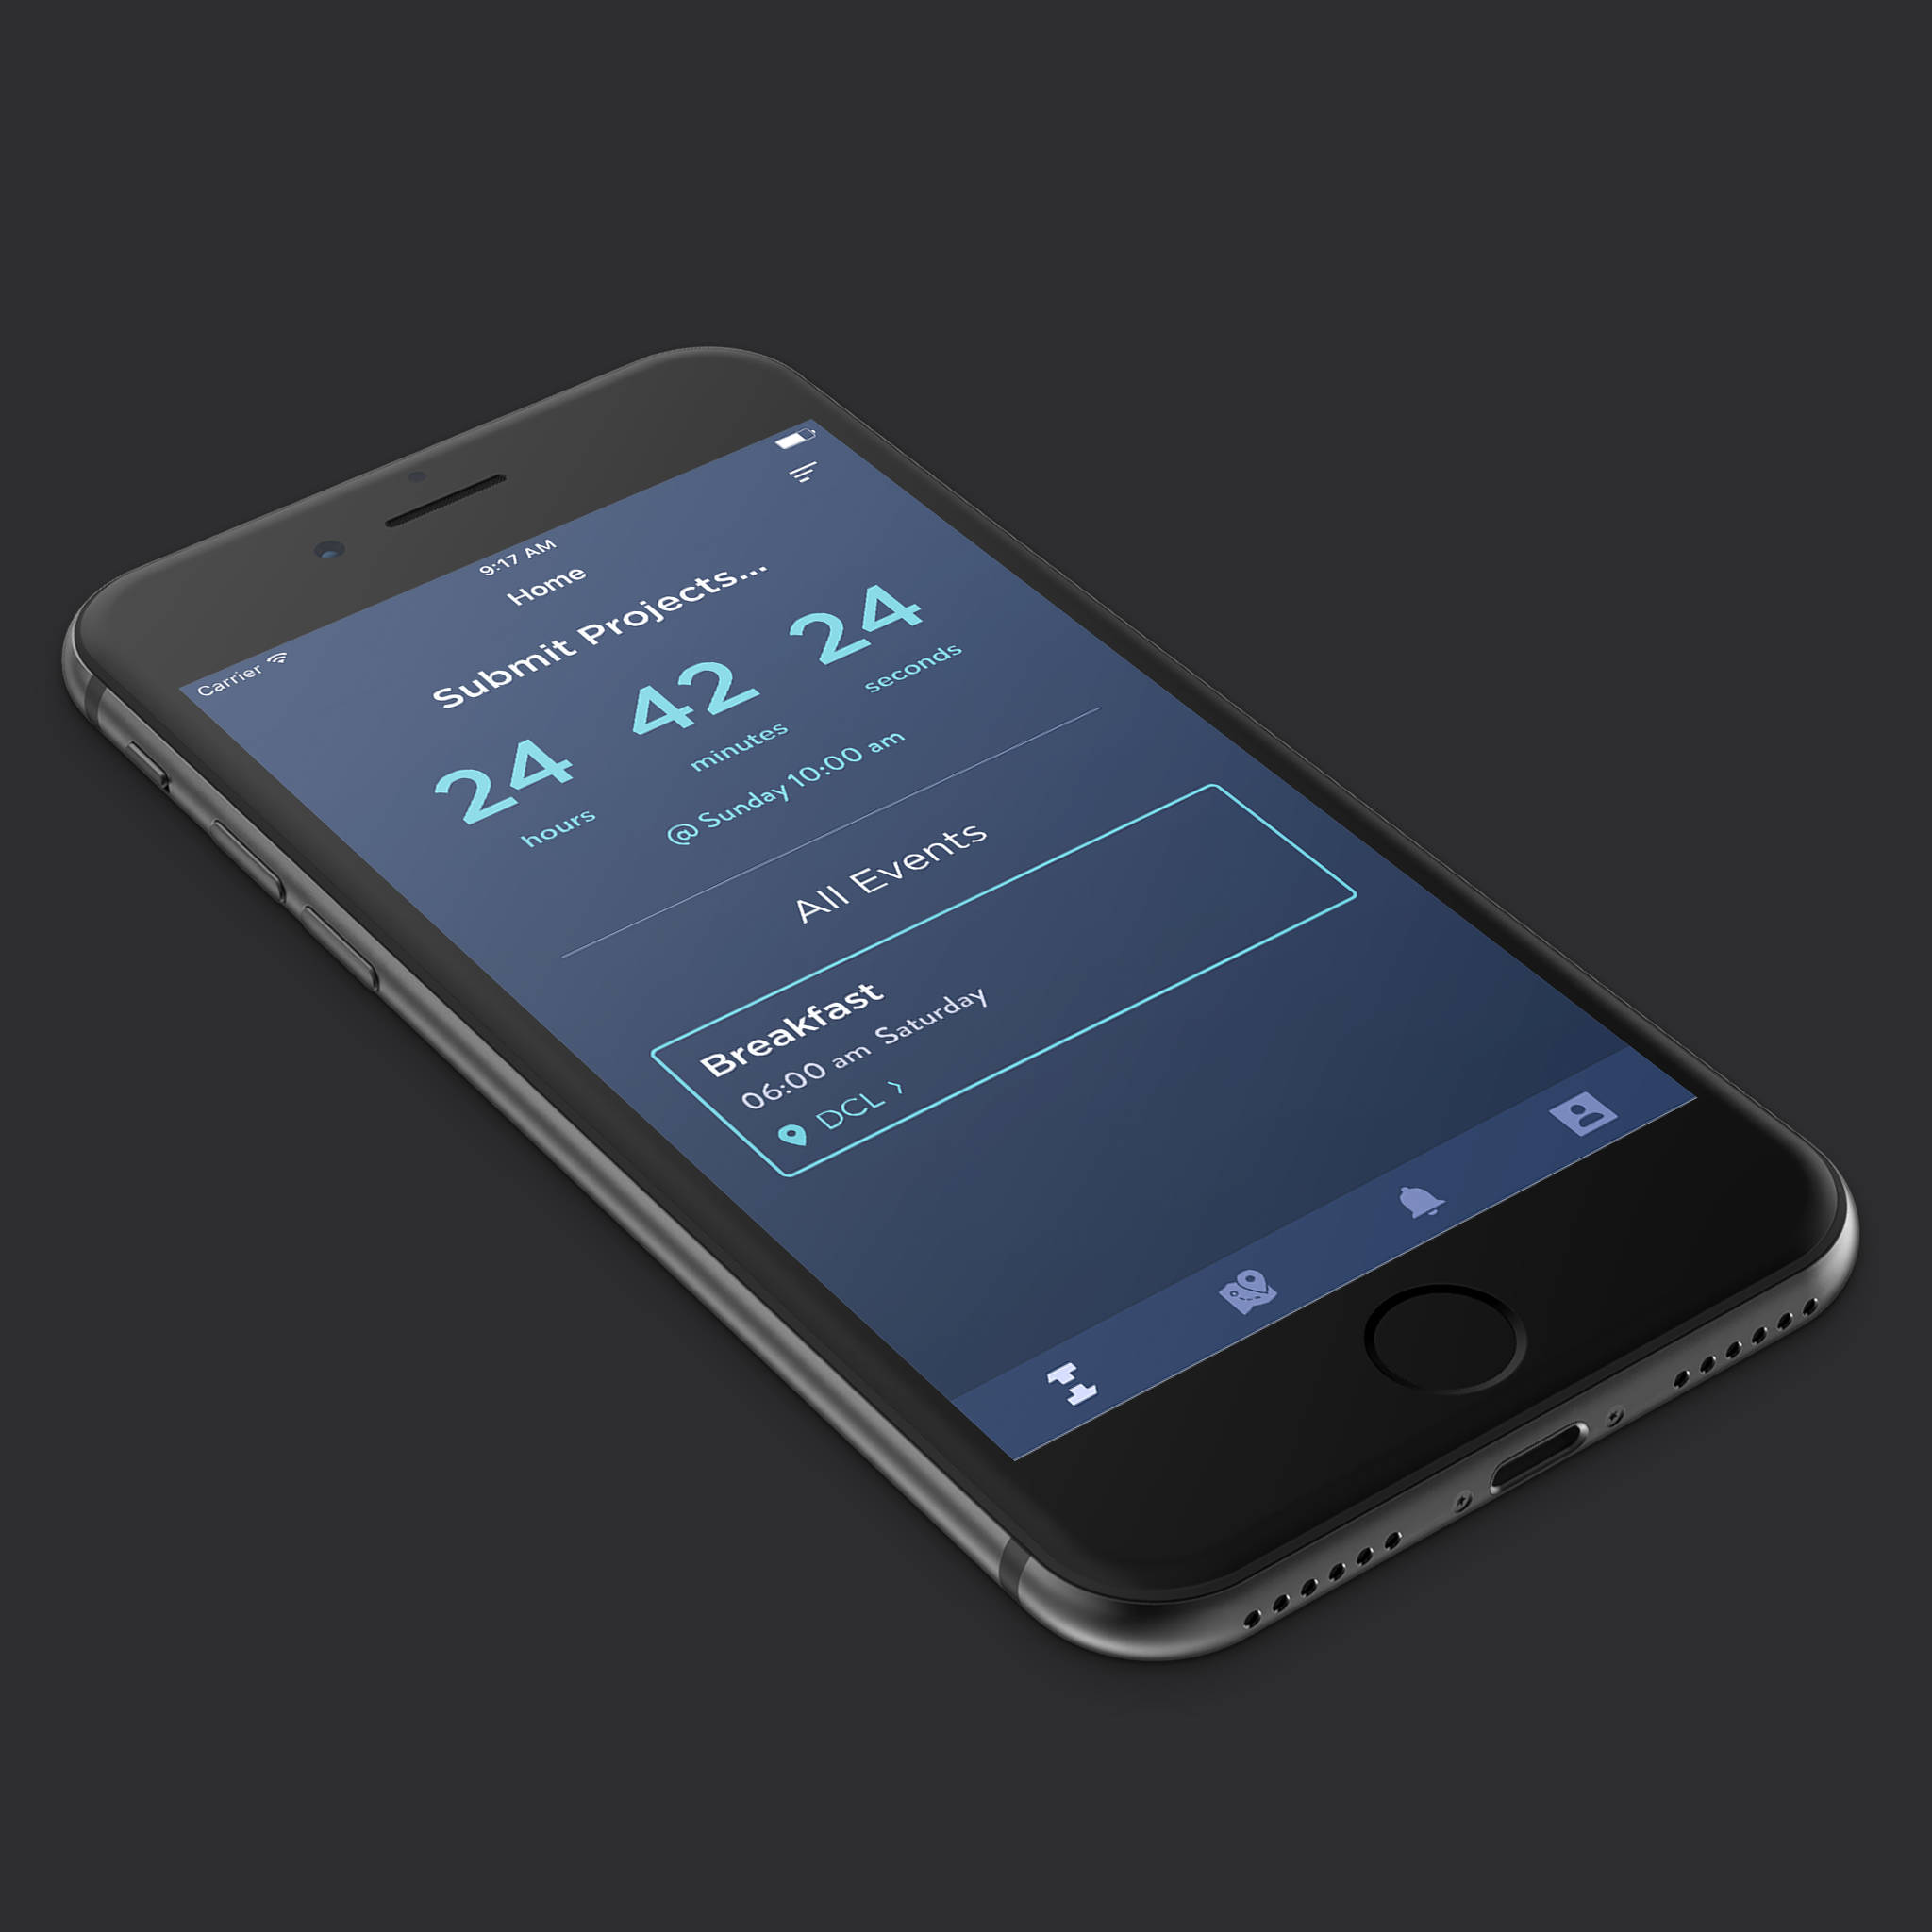 Carrier 9:17 AM
Home
Submit Projects...
24 42 24
hours minutes seconds
@ Sunday 10:00 am
All Events
Breakfast
06:00 am Saturday
DCL >